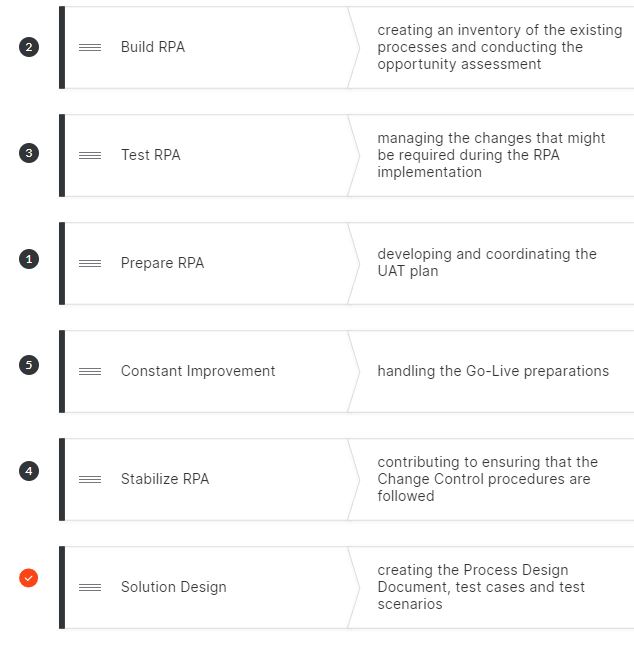 2
Build RPA
creating an inventory of the existing
processes and conducting the
opportunity assessment
3
Test RPA
managing the changes that might
be required during the RPA
implementation
1
Prepare RPA
developing and coordinating the
UAT plan
5
Constant Improvement
handling the Go-Live preparations
4
Stabilize RPA
contributing to ensuring that the
Change Control procedures are
followed
Solution Design
creating the Process Design
Document, test cases and test
scenarios